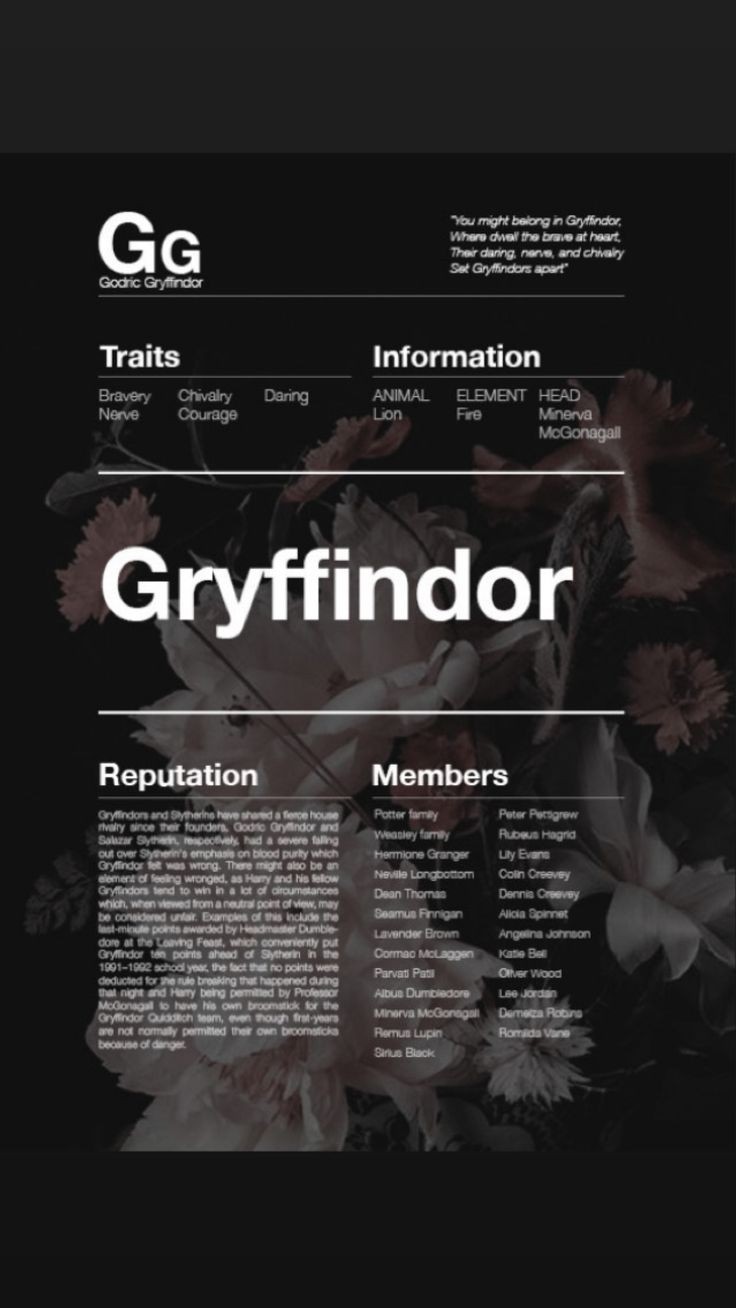 Gg
Godric Gryffindor
"You might belong in Gryffindor,
Where dwell the brave at heart,
Their daring, nerve, and chivalry
Set Gryffindors apart"
Traits
Bravery Chivalry Daring
Nerve Courage
Information
ANIMAL ELEMENT HEAD
Lion Fire Minerva
McGonagall
Gryffindor
Reputation
Gryffindors and Slytherins have shared a fierce house
rivalry since their founders, Godric Gryffindor and
Salazar Slytherin, respectively, had a severe falling
out over Slytherin's emphasis on blood purity which
Gryffindor felt was wrong. There might also be an
element of feeling wronged, as Harry and his fellow
Gryffindors tend to win in a lot of circumstances
which, when viewed from a neutral point of view, may
be considered unfair. Examples of this include the
last-minute points awarded by Headmaster Dumble-
dore at the Leaving Feast, which conveniently put
Gryffindor ten points ahead of Slytherin in the
1991–1992 school year, the fact that no points were
deducted for the rule breaking that happened during
that night and Harry being permitted by Professor
McGonagall to have his own broomstick for the
Gryffindor Quidditch team, even though first-years
are not normally permitted their own broomsticks
because of danger.
Members
Potter family
Weasley family
Hermione Granger
Neville Longbottom
Dean Thomas
Seamus Finnigan
Lavender Brown
Cormac McLaggen
Parvati Patil
Albus Dumbledore
Minerva McGonagall
Remus Lupin
Sirius Black
Peter Pettigrew
Rubeus Hagrid
Lily Evans
Colin Creevey
Dennis Creevey
Alicia Spinnet
Angelina Johnson
Katie Bell
Oliver Wood
Lee Jordan
Demelza Robins
Romilda Vane